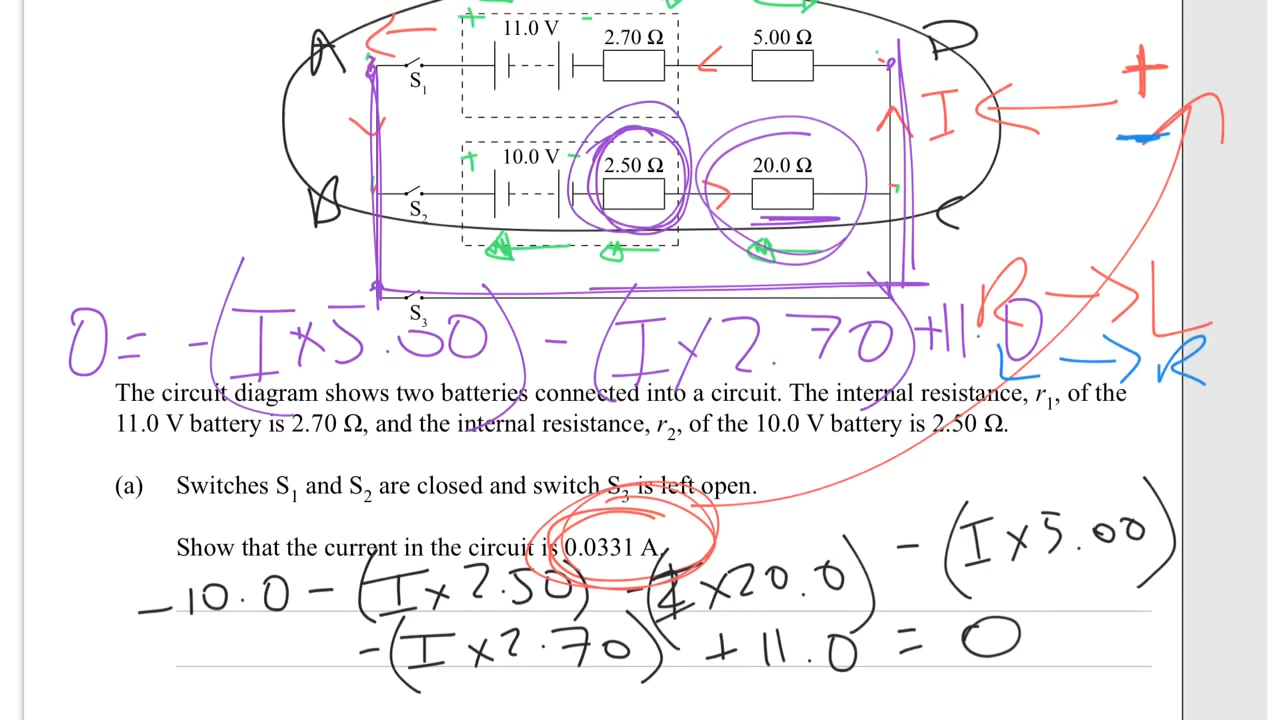 11.0 V
2.70 Ω
5.00 Ω
A
D
S1
+
-
I
+
-
10.0 V
2.50 Ω
20.0 Ω
B
C
S2
S3
R → L
L → R
0 = -(I×5.00) - (I×2.70) +11.0
The circuit diagram shows two batteries connected into a circuit. The internal resistance, r1, of the
11.0 V battery is 2.70 Ω, and the internal resistance, r2, of the 10.0 V battery is 2.50 Ω.
(a) Switches S1 and S2 are closed and switch S3 is left open.
Show that the current in the circuit is 0.0331 A.
-10.0 - (I×2.50) - (I×20.0) - (I×5.00)
-(I×2.70) + 11.0 = 0